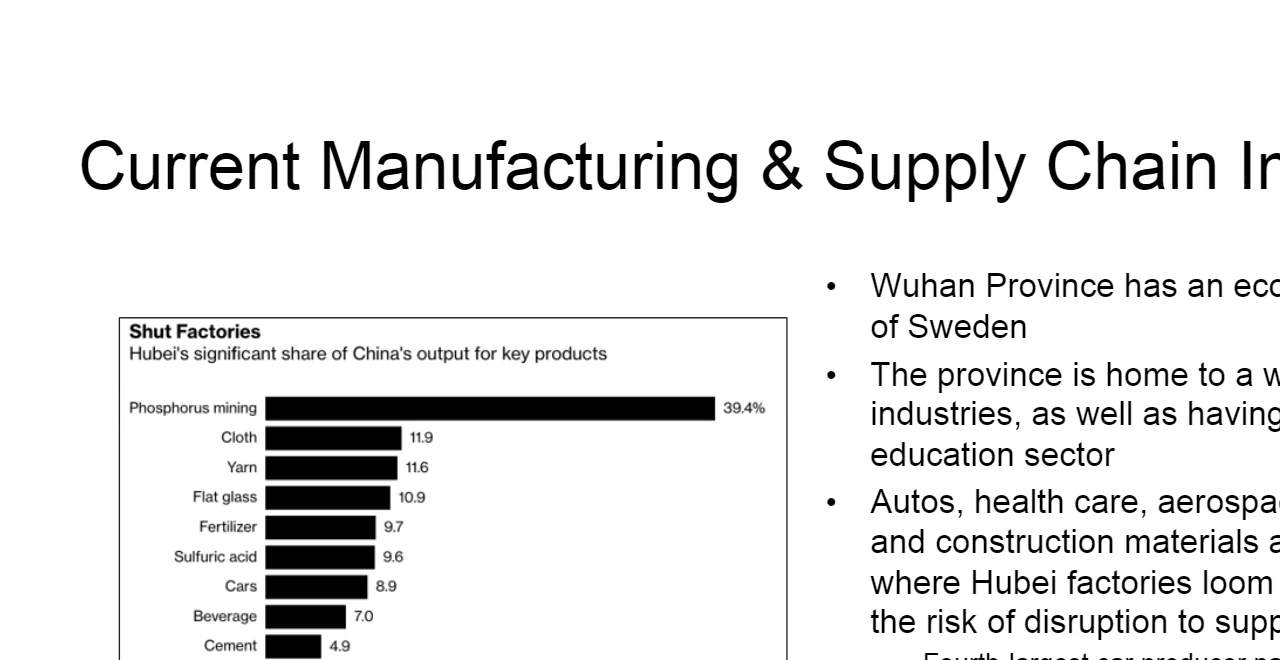 Current Manufacturing & Supply Chain
Shut Factories
Hubei's significant share of China's output for key products
Phosphorus mining 39.4%
Cloth 11.9
Yarn 11.6
Flat glass 10.9
Fertilizer 9.7
Sulfuric acid 9.6
Cars 8.9
Beverage 7.0
Cement 4.9
• Wuhan Province has an
of Sweden
• The province is home to a
industries, as well as having
education sector
• Autos, health care,
and construction materials
where Hubei factories loom
the risk of disruption to